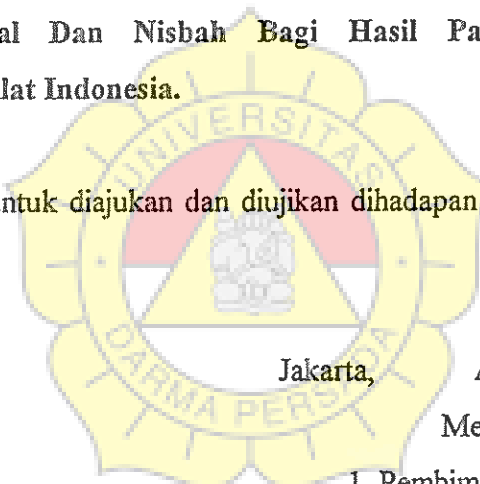 al Dan Nisbah Bagi Hasil Pa
lat Indonesia.
ntuk diajukan dan diujikan dihadapan
UNIVERSITAS
DARMA PERSADA
Jakarta,
Me
1. Pembim